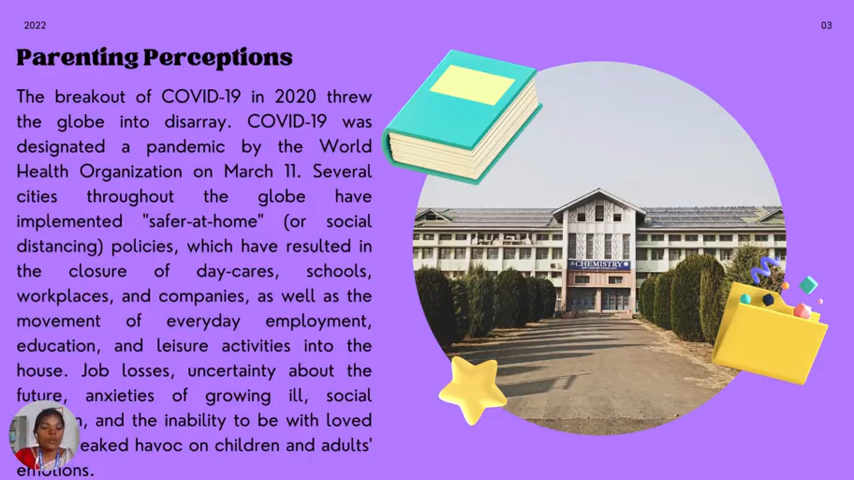 2022
03
Parenting Perceptions
The breakout of COVID-19 in 2020 threw
the globe into disarray. COVID-19 was
designated a pandemic by the World
Health Organization on March 11. Several
cities throughout the globe have
implemented "safer-at-home" (or social
distancing) policies, which have resulted in
the closure of day-cares, schools,
workplaces, and companies, as well as the
movement of everyday employment,
education, and leisure activities into the
house. Job losses, uncertainty about the
future, anxieties of growing ill, social
and the inability to be with loved
havoc on children and adults'
emotions.
CHEMISTRY